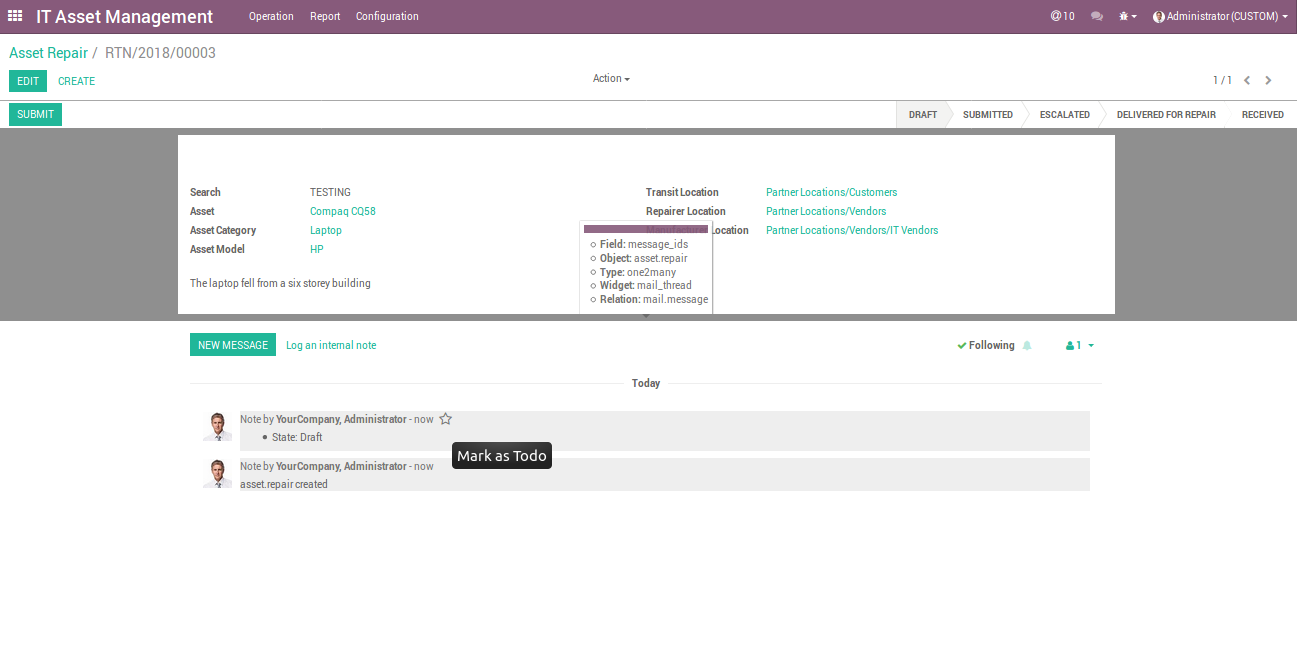 IT Asset Management Operation Report Configuration @10 Administrator (CUSTOM)
Asset Repair / RTN/2018/00003
EDIT CREATE Action 1 / 1
SUBMIT DRAFT SUBMITTED ESCALATED DELIVERED FOR REPAIR RECEIVED
Search TESTING Transit Location Partner Locations/Customers
Asset Compaq CQ58 Repairer Location Partner Locations/Vendors
Asset Category Laptop Manufacturer Location Partner Locations/Vendors/IT Vendors
Asset Model HP
Field: message_ids
Object: asset.repair
Type: one2many
Widget: mail_thread
Relation: mail.message
The laptop fell from a six storey building
NEW MESSAGE Log an internal note Following 1
Today
Note by YourCompany, Administrator - now
State: Draft
Mark as Todo
Note by YourCompany, Administrator - now
asset.repair created